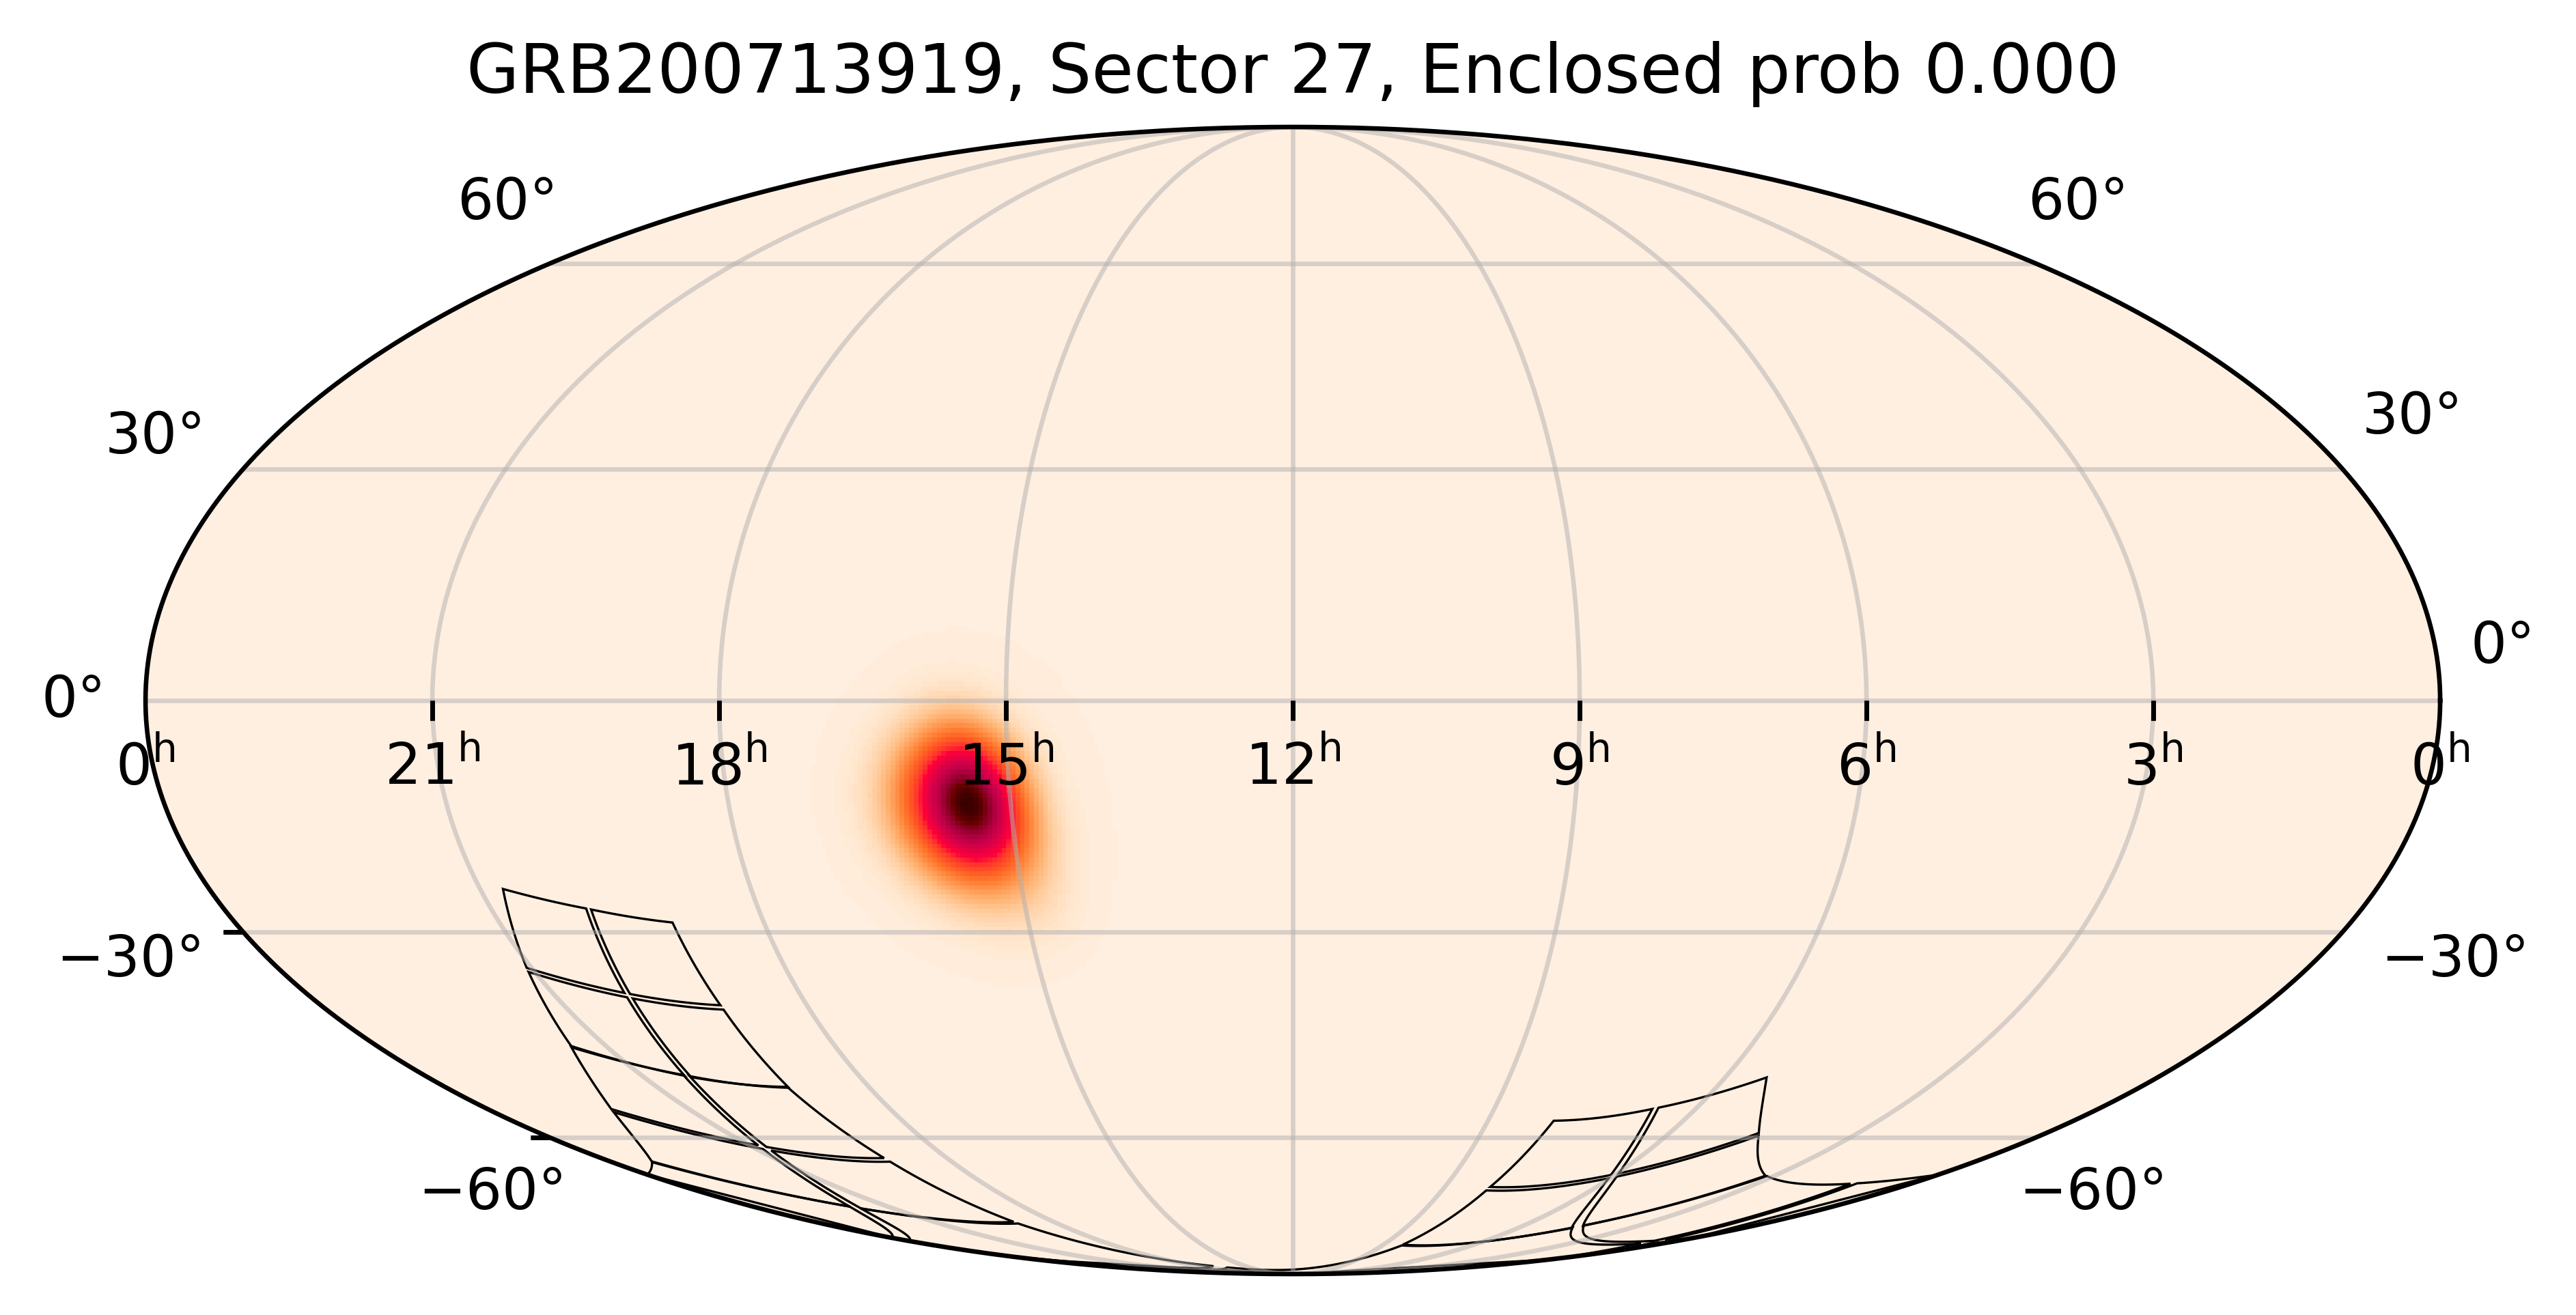 GRB200713919, Sector 27, Enclosed prob 0.000
60° 60°
30° 30°
0° 0°
0h 21h 18h 15h 12h 9h 6h 3h 0h
−30° −30°
−60° −60°